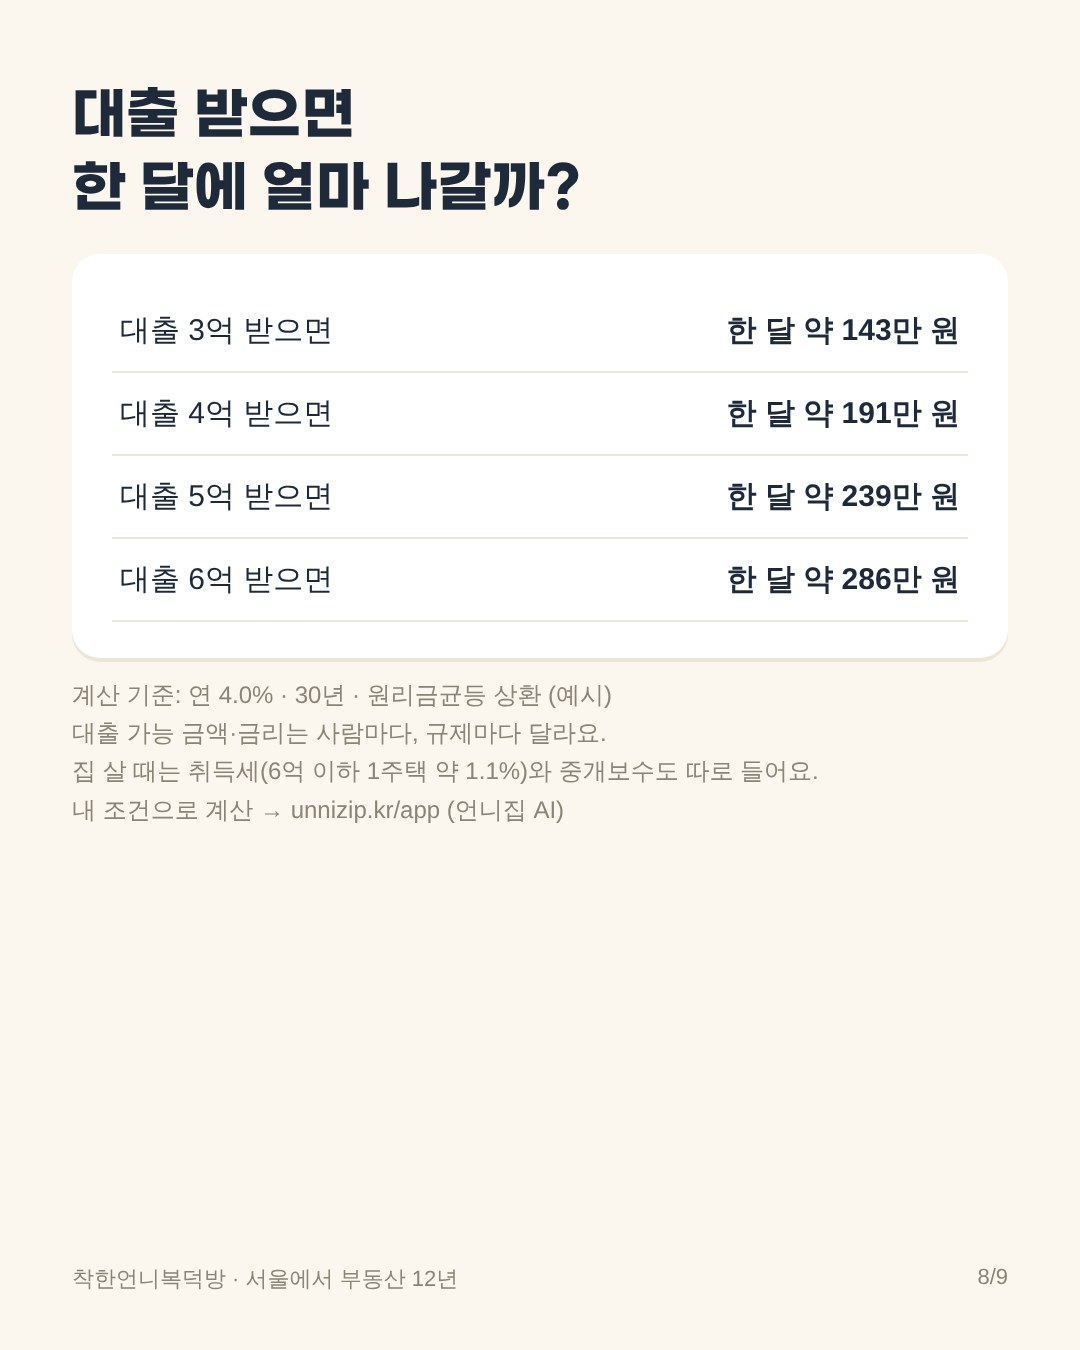 대출 받으면
한 달에 얼마 나갈까?
대출 3억 받으면 한 달 약 143만 원
대출 4억 받으면 한 달 약 191만 원
대출 5억 받으면 한 달 약 239만 원
대출 6억 받으면 한 달 약 286만 원
계산 기준: 연 4.0% · 30년 · 원리금균등 상환 (예시)
대출 가능 금액·금리는 사람마다, 규제마다 달라요.
집 살 때는 취득세(6억 이하 1주택 약 1.1%)와 중개보수도 따로 들어요.
내 조건으로 계산 → unnizip.kr/app (언니집 AI)
착한언니복덕방 · 서울에서 부동산 12년 8/9